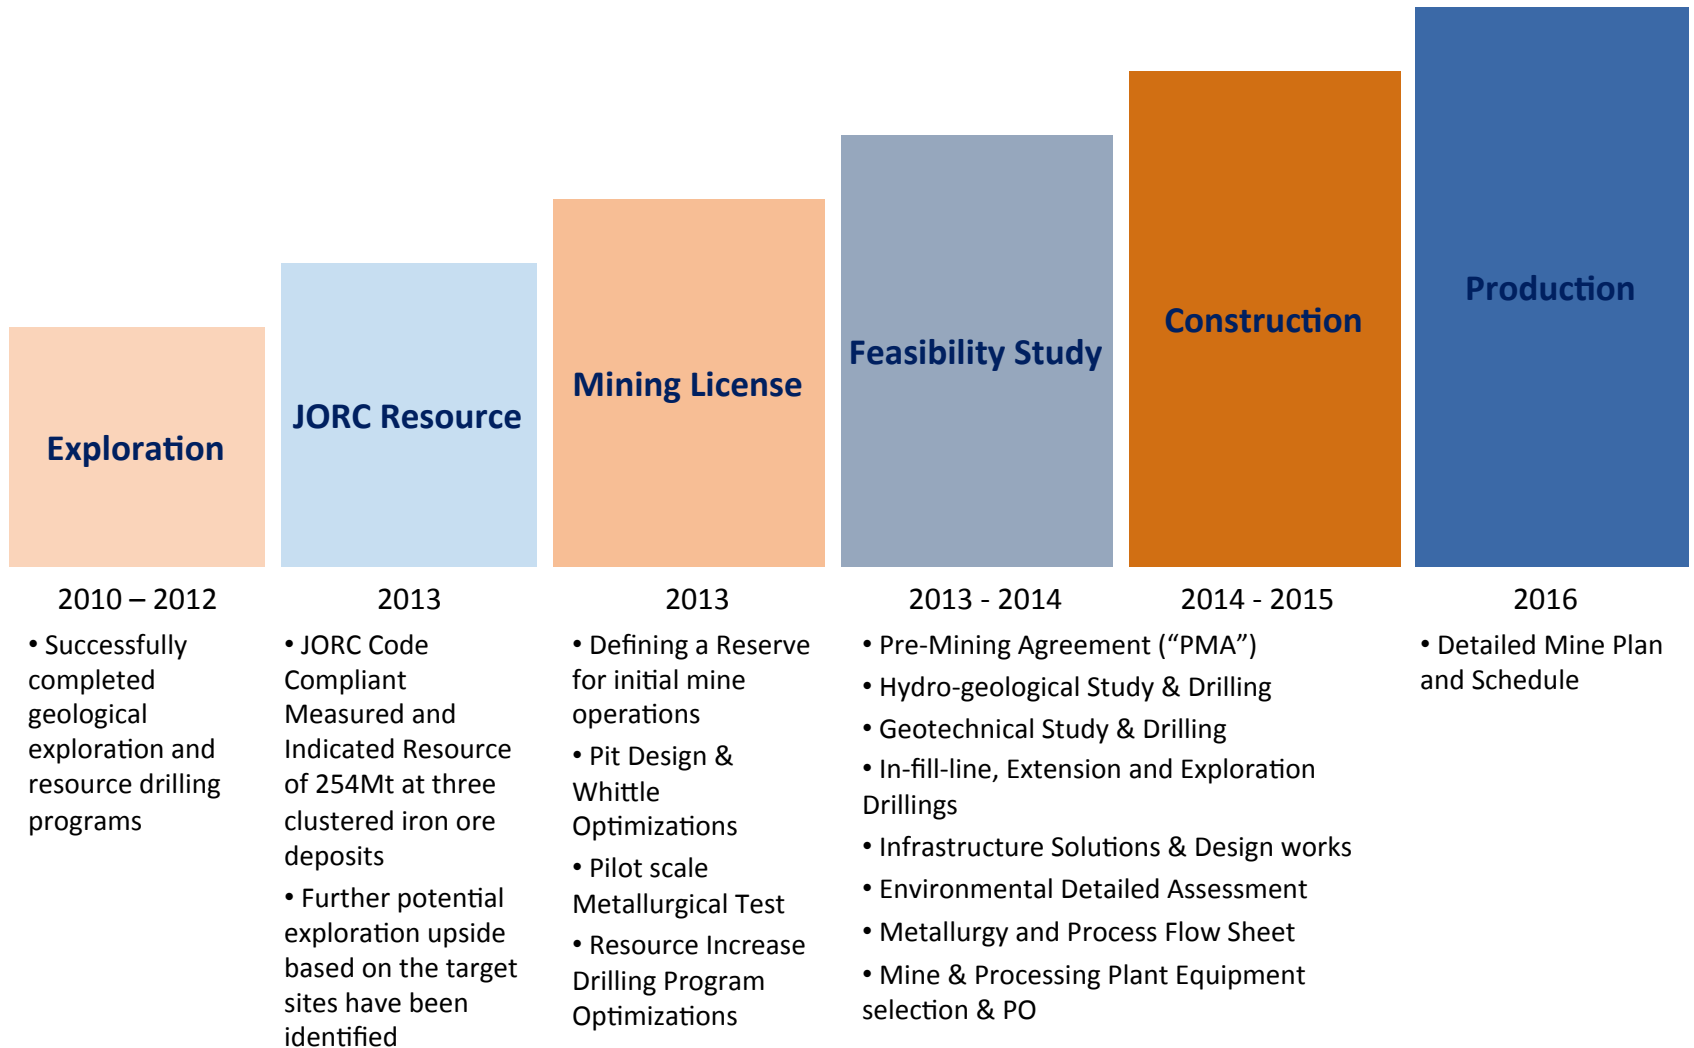 Exploration
JORC Resource
Mining License
Feasibility Study
Construction
Production
2010 – 2012
• Successfully
completed
geological
exploration and
resource drilling
programs
2013
• JORC Code
Compliant
Measured and
Indicated Resource
of 254Mt at three
clustered iron ore
deposits
• Further potential
exploration upside
based on the target
sites have been
identified
2013
• Defining a Reserve
for initial mine
operations
• Pit Design &
Whittle
Optimizations
• Pilot scale
Metallurgical Test
• Resource Increase
Drilling Program
Optimizations
2013 - 2014
2014 - 2015
• Pre-Mining Agreement (“PMA”)
• Hydro-geological Study & Drilling
• Geotechnical Study & Drilling
• In-fill-line, Extension and Exploration
Drillings
• Infrastructure Solutions & Design works
• Environmental Detailed Assessment
• Metallurgy and Process Flow Sheet
• Mine & Processing Plant Equipment
selection & PO
2016
• Detailed Mine Plan
and Schedule